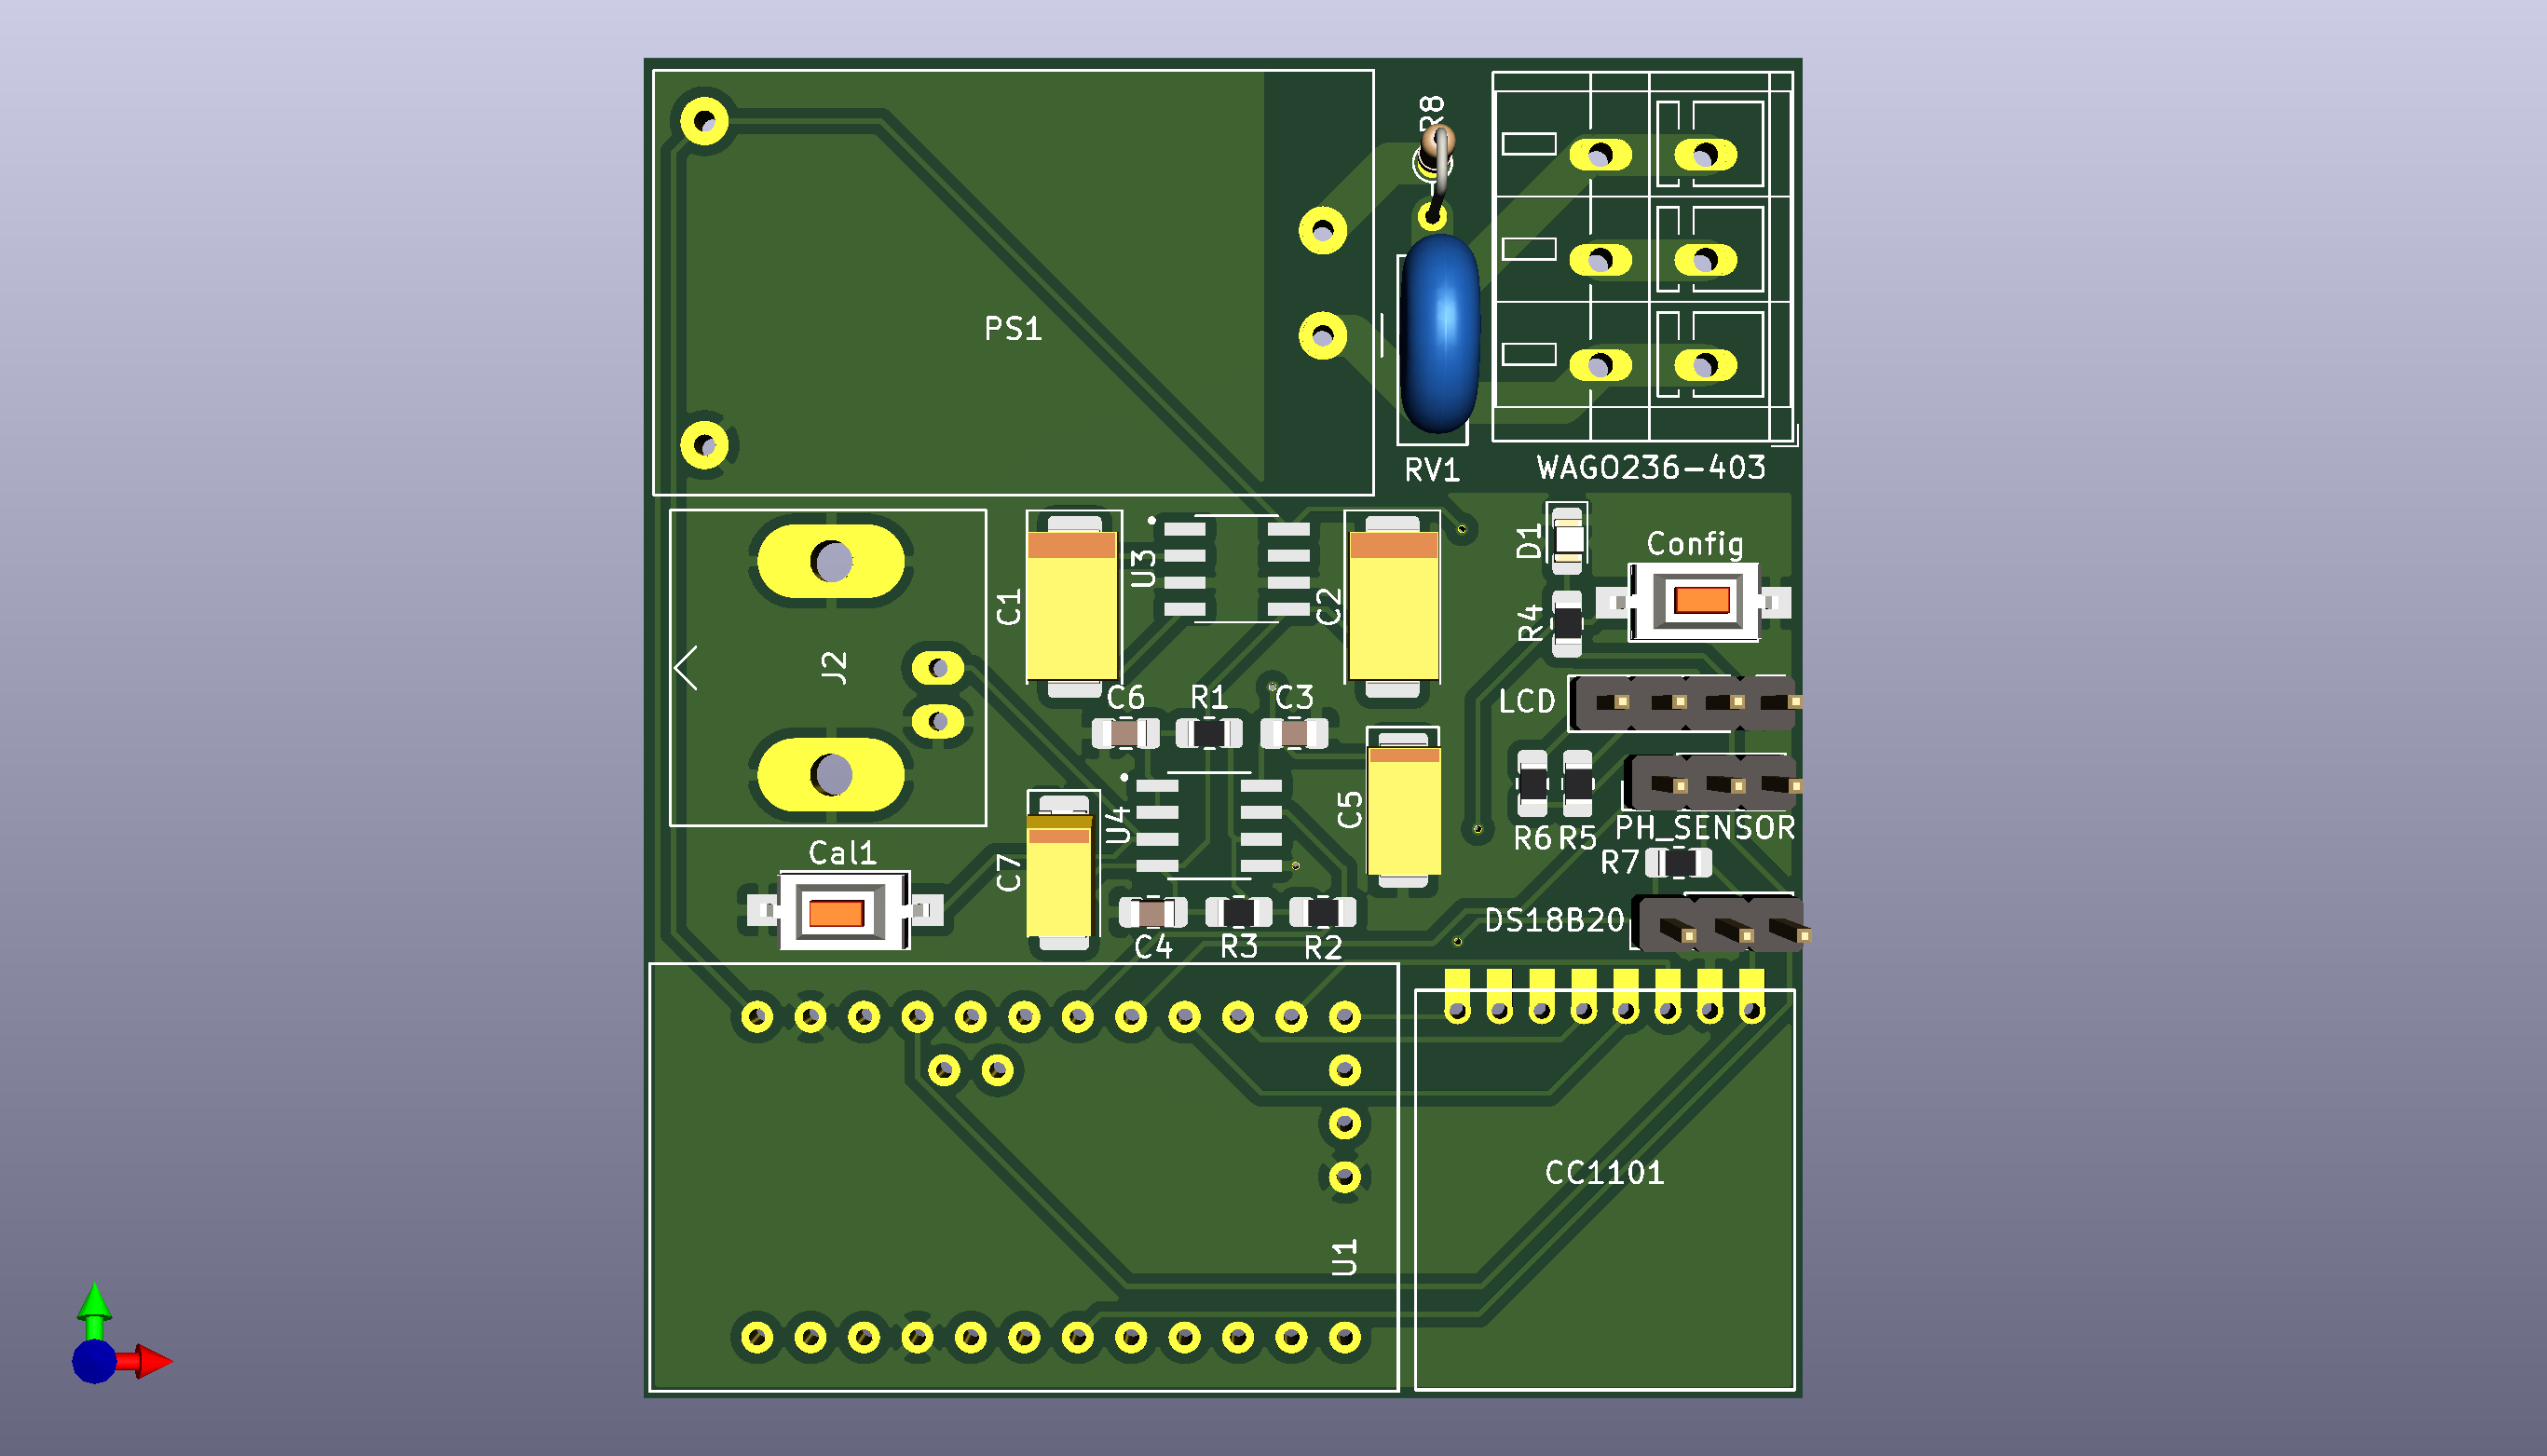 R8
PS1
RV1
WAGO236-403
D1
Config
U3
C1
C2
R4
J2
LCD
C6
R1
C3
C5
U4
R6
R5
PH_SENSOR
Cal1
C7
R7
DS18B20
C4
R3
R2
CC1101
U1